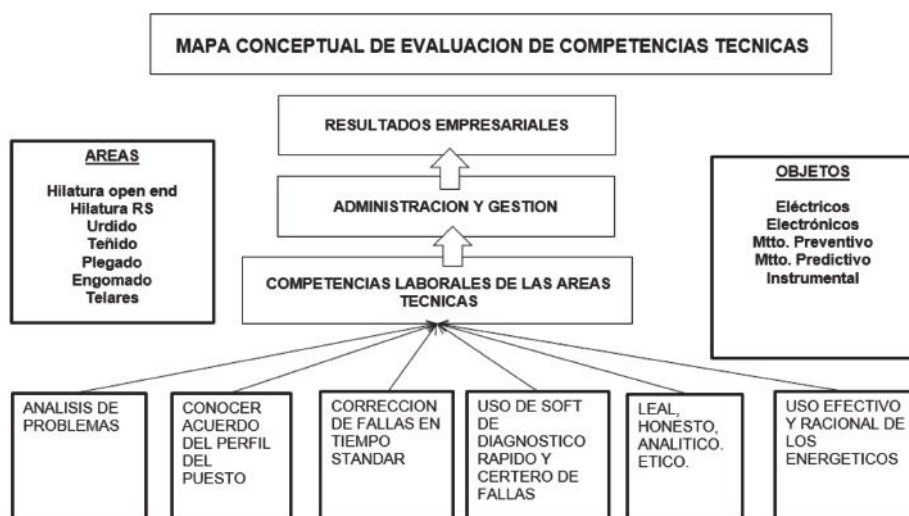 MAPA CONCEPTUAL DE EVALUACION DE COMPETENCIAS TECNICAS
RESULTADOS EMPRESARIALES
AREAS
Hilatura open end
Hilatura RS
Urdido
Teñido
Plegado
Engomado
Telares
ADMINISTRACION Y GESTION
OBJETOS
Eléctricos
Electrónicos
Mtto. Preventivo
Mtto. Predictivo
Instrumental
COMPETENCIAS LABORALES DE LAS AREAS
TECNICAS
ANALISIS DE
PROBLEMAS
CONOCER
ACUERDO
DEL PERFIL
DEL
PUESTO
CORRECCION
DE FALLAS EN
TIEMPO
STANDAR
USO DE SOFT
DE
DIAGNOSTICO
RAPIDO Y
CERTERO DE
FALLAS
LEAL,
HONESTO,
ANALITICO.
ETICO.
USO EFECTIVO
Y RACIONAL DE
LOS
ENERGETICOS